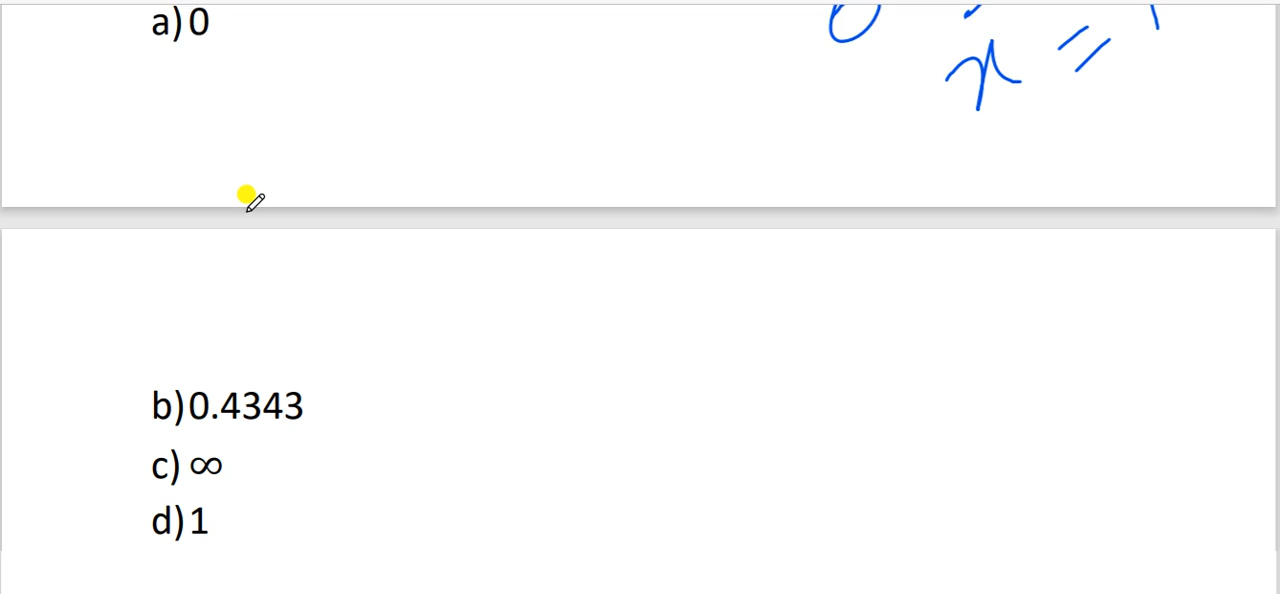 a) 0
x =
b) 0.4343
c) ∞
d) 1